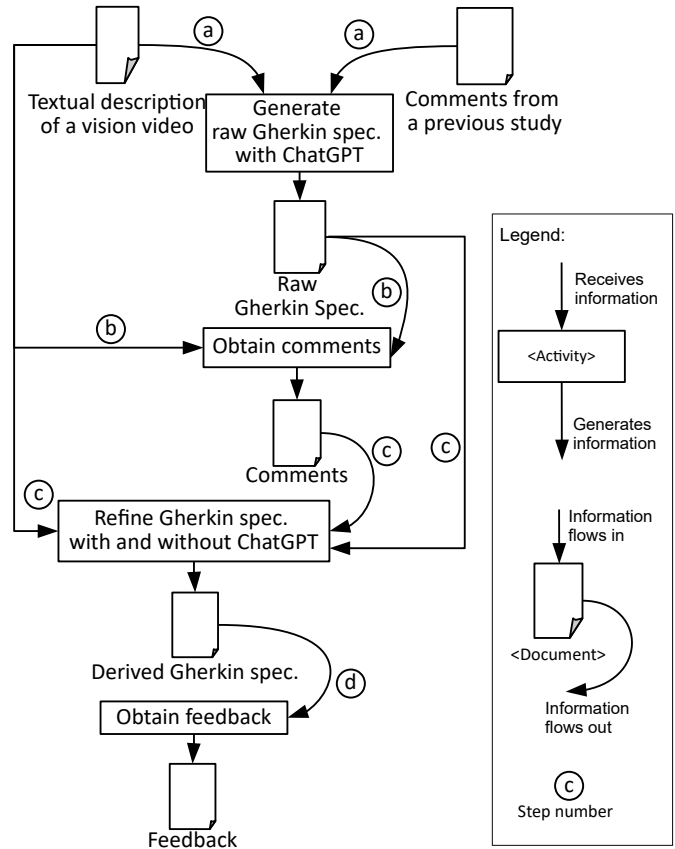 a
a
Textual description
of a vision video
Generate
raw Gherkin spec.
with ChatGPT
Comments from
a previous study
Raw
Gherkin Spec.
b
b
Obtain comments
Comments
c
c
c
Refine Gherkin spec.
with and without ChatGPT
Derived Gherkin spec.
d
Obtain feedback
Feedback
Legend:
Receives
information
<Activity>
Generates
information
Information
flows in
<Document>
Information
flows out
c
Step number